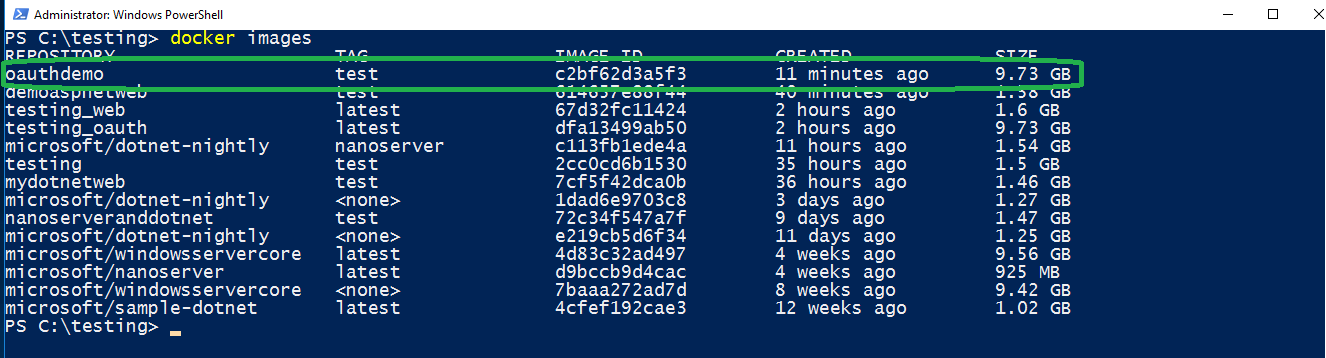 Administrator: Windows PowerShell
PS C:\testing> docker images
REPOSITORY TAG IMAGE ID CREATED SIZE
oauthdemo test c2bf62d3a5f3 11 minutes ago 9.73 GB
demoaspnetweb test 614657e88f44 40 minutes ago 1.58 GB
testing_web latest 67d32fc11424 2 hours ago 1.6 GB
testing_oauth latest dfa13499ab50 2 hours ago 9.73 GB
microsoft/dotnet-nightly nanoserver c113fb1ede4a 11 hours ago 1.54 GB
testing test 2cc0cd6b1530 35 hours ago 1.5 GB
mydotnetweb test 7cf5f42dca0b 36 hours ago 1.46 GB
microsoft/dotnet-nightly <none> 1dad6e9703c8 3 days ago 1.27 GB
nanoserveranddotnet test 72c34f547a7f 9 days ago 1.47 GB
microsoft/dotnet-nightly <none> e219cb5d6f34 11 days ago 1.25 GB
microsoft/windowsservercore latest 4d83c32ad497 4 weeks ago 9.56 GB
microsoft/nanoserver latest d9bccb9d4cac 4 weeks ago 925 MB
microsoft/windowsservercore <none> 7baaa272ad7d 8 weeks ago 9.42 GB
microsoft/sample-dotnet latest 4cfef192cae3 12 weeks ago 1.02 GB
PS C:\testing>